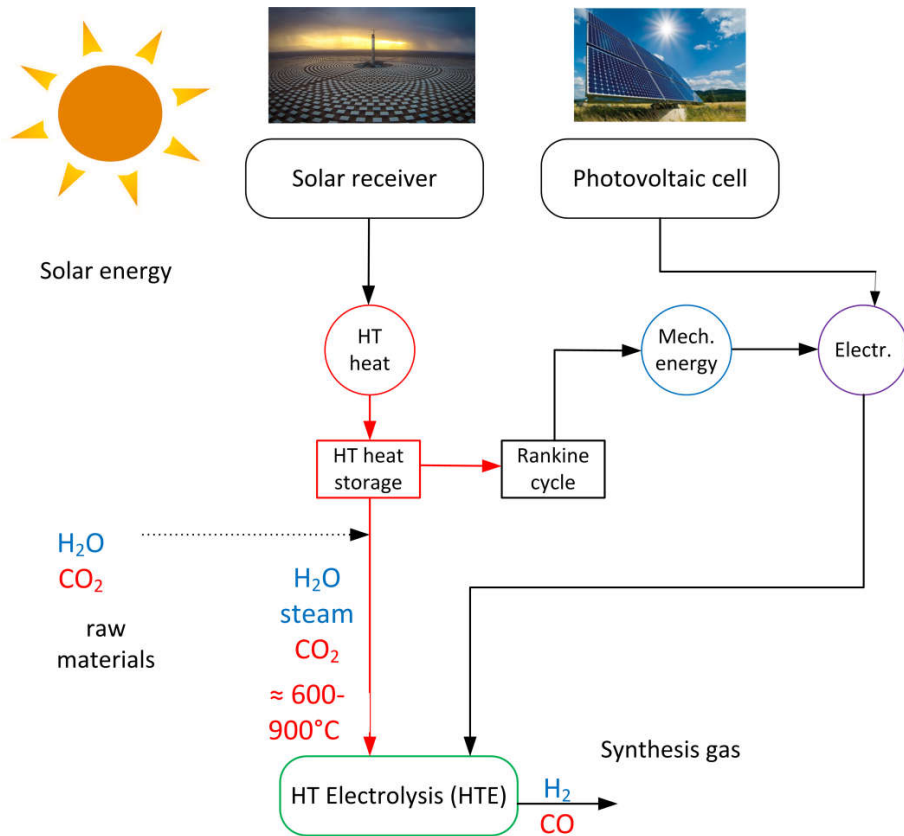 Solar receiver
Photovoltaic cell
Solar energy
HT
heat
Mech.
energy
Electr.
HT heat
storage
Rankine
cycle
H₂O
CO₂
raw
materials
H₂O
steam
CO₂
≈ 600-
900°C
HT Electrolysis (HTE)
Synthesis gas
H₂
CO